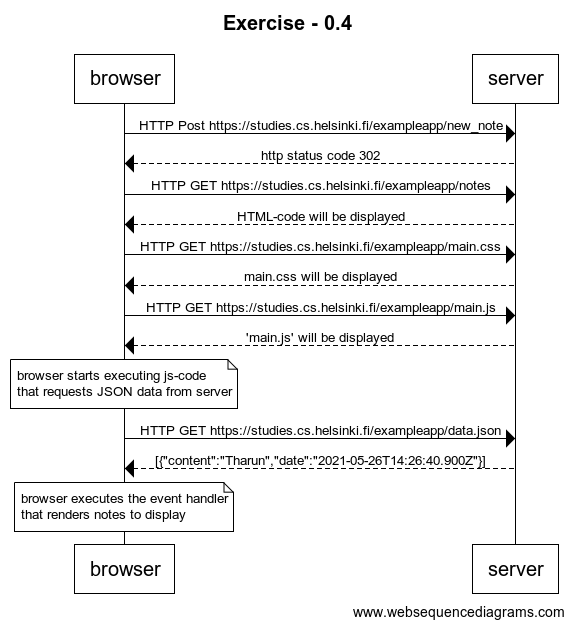 Exercise - 0.4
browser server
HTTP Post https://studies.cs.helsinki.fi/exampleapp/new_note
http status code 302
HTTP GET https://studies.cs.helsinki.fi/exampleapp/notes
HTML-code will be displayed
HTTP GET https://studies.cs.helsinki.fi/exampleapp/main.css
main.css will be displayed
HTTP GET https://studies.cs.helsinki.fi/exampleapp/main.js
'main.js' will be displayed
browser starts executing js-code
that requests JSON data from server
HTTP GET https://studies.cs.helsinki.fi/exampleapp/data.json
[{"content":"Tharun","date":"2021-05-26T14:26:40.900Z"}]
browser executes the event handler
that renders notes to display
browser server
www.websequencediagrams.com